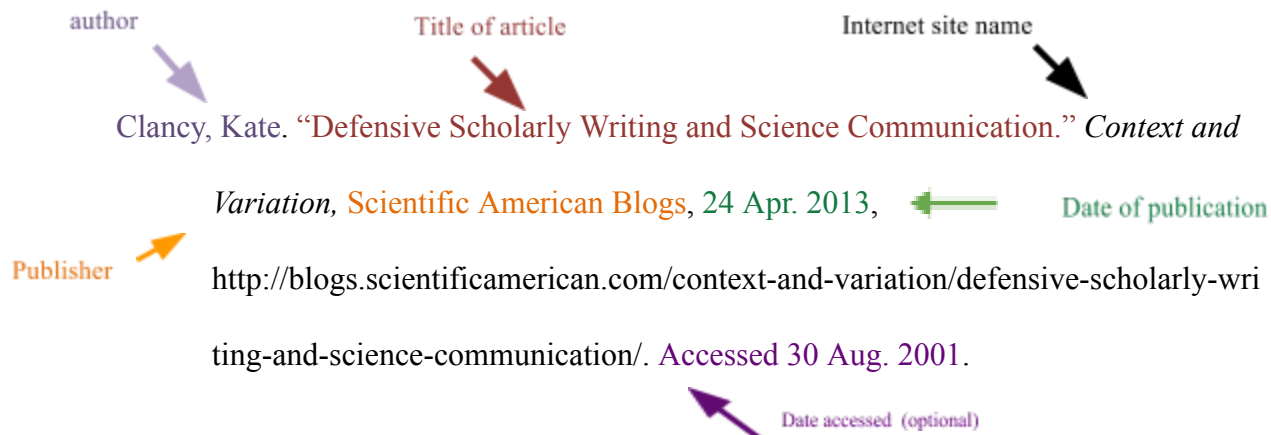 author Title of article Internet site name
Clancy, Kate. “Defensive Scholarly Writing and Science Communication.” Context and
Variation, Scientific American Blogs, 24 Apr. 2013, Date of publication
Publisher
http://blogs.scientificamerican.com/context-and-variation/defensive-scholarly-wri
ting-and-science-communication/. Accessed 30 Aug. 2001.
Date accessed (optional)